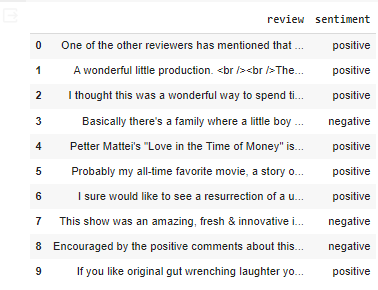 review sentiment
0 One of the other reviewers has mentioned that ... positive
1 A wonderful little production. <br /><br />The... positive
2 I thought this was a wonderful way to spend ti... positive
3 Basically there's a family where a little boy ... negative
4 Petter Mattei's "Love in the Time of Money" is... positive
5 Probably my all-time favorite movie, a story o... positive
6 I sure would like to see a resurrection of a u... positive
7 This show was an amazing, fresh & innovative i... negative
8 Encouraged by the positive comments about this... negative
9 If you like original gut wrenching laughter yo... positive